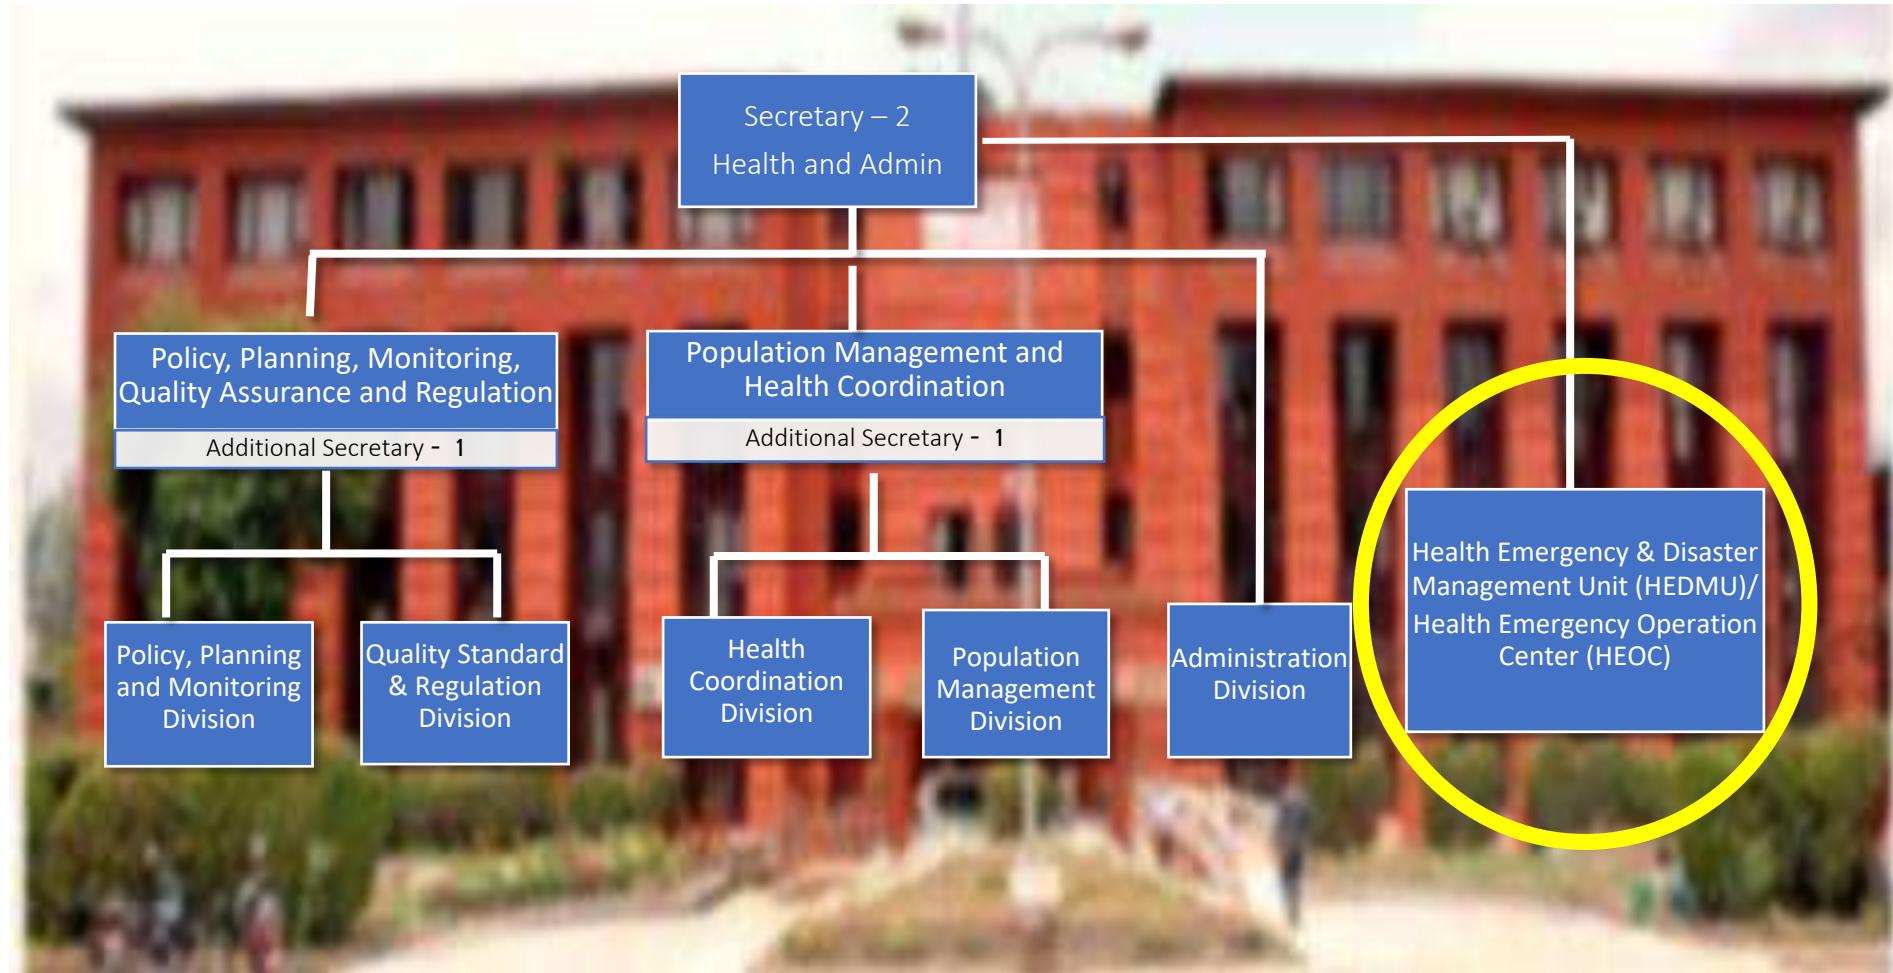 Secretary – 2
Health and Admin
Policy, Planning, Monitoring,
Quality Assurance and Regulation
Additional Secretary - 1
Population Management and
Health Coordination
Additional Secretary - 1
Policy, Planning
and Monitoring
Division
Quality Standard
& Regulation
Division
Health
Coordination
Division
Population
Management
Division
Administration
Division
Health Emergency & Disaster
Management Unit (HEDMU)/
Health Emergency Operation
Center (HEOC)